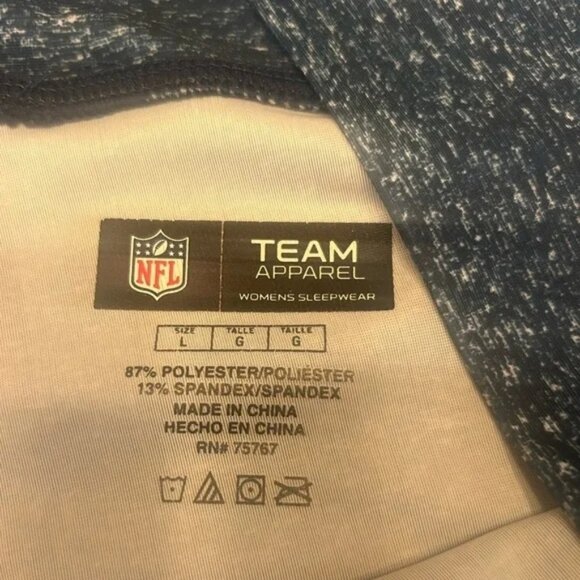 NFL
TEAM
APPAREL
WOMENS SLEEPWEAR
SIZE TALLE TAILLE
L G G
87% POLYESTER/POLIÉSTER
13% SPANDEX/SPANDEX
MADE IN CHINA
HECHO EN CHINA
RN# 75767